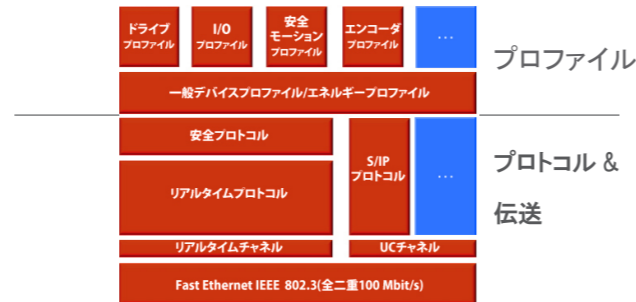 ドライブ
プロファイル
I/O
プロファイル
安全
モーション
プロファイル
エンコーダ
プロファイル
...
プロファイル
一般デバイスプロファイル/エネルギープロファイル
安全プロトコル
S/IP
プロトコル
...
プロトコル &
伝送
リアルタイムプロトコル
リアルタイムチャネル
UCチャネル
Fast Ethernet IEEE 802.3(全二重100 Mbit/s)